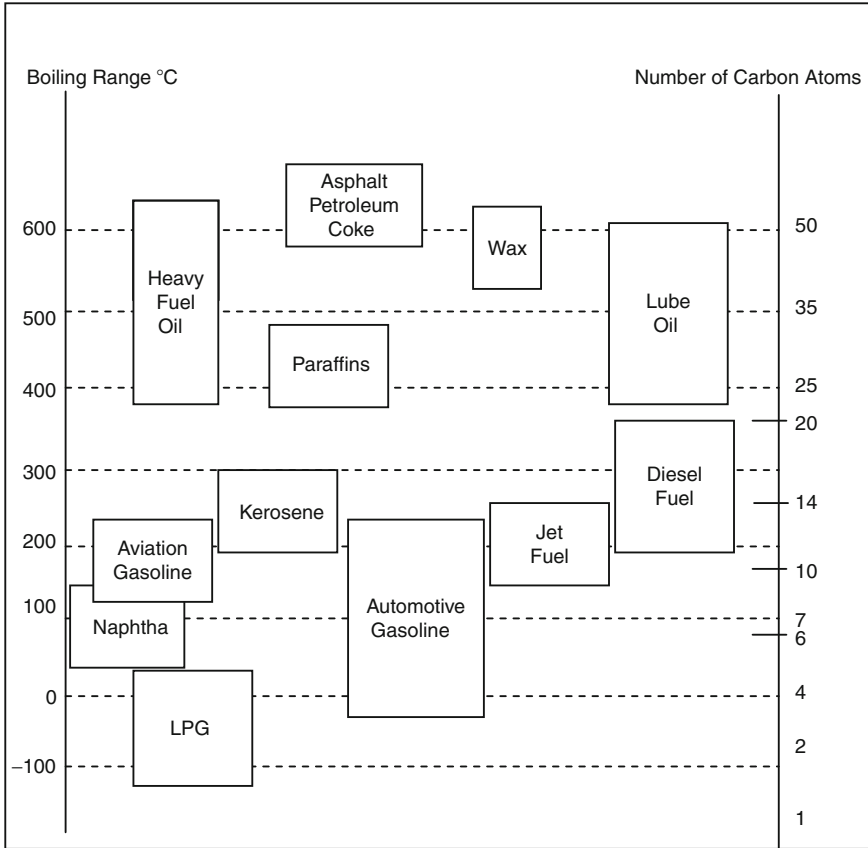 Boiling Range °C
Number of Carbon Atoms
Asphalt
Petroleum
Coke
600
50
Wax
Heavy
Fuel
Oil
Lube
Oil
500
35
Paraffins
400
25
20
300
Diesel
Fuel
14
Kerosene
Jet
Fuel
200
Aviation
Gasoline
10
100
Automotive
Gasoline
7
Naphtha
6
0
4
LPG
2
–100
1